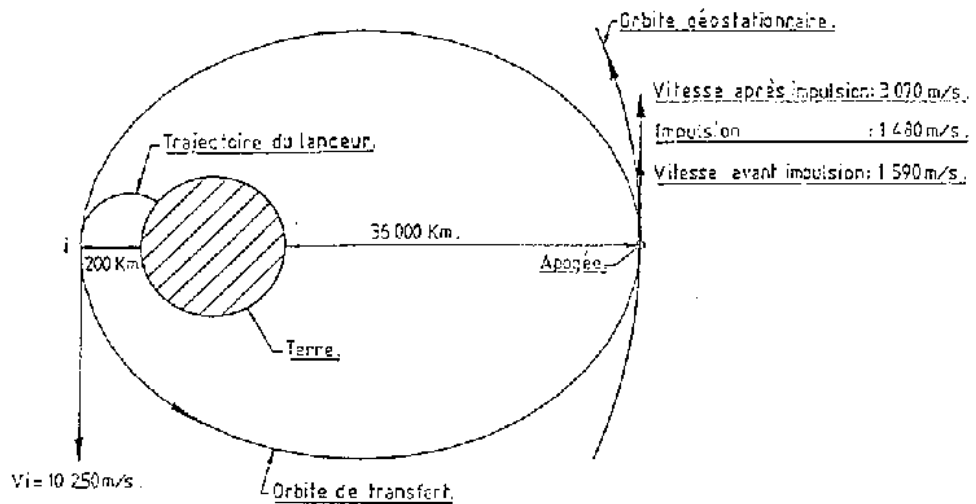 Orbite géostationnaire.
Vitesse après impulsion: 3 070 m/s.
Impulsion : 1 480 m/s.
Vitesse avant impulsion: 1 590 m/s.
Trajectoire du lanceur.
i
200 Km.
36 000 Km.
Apogée.
Terre.
Vi = 10 250 m/s.
Orbite de transfert.